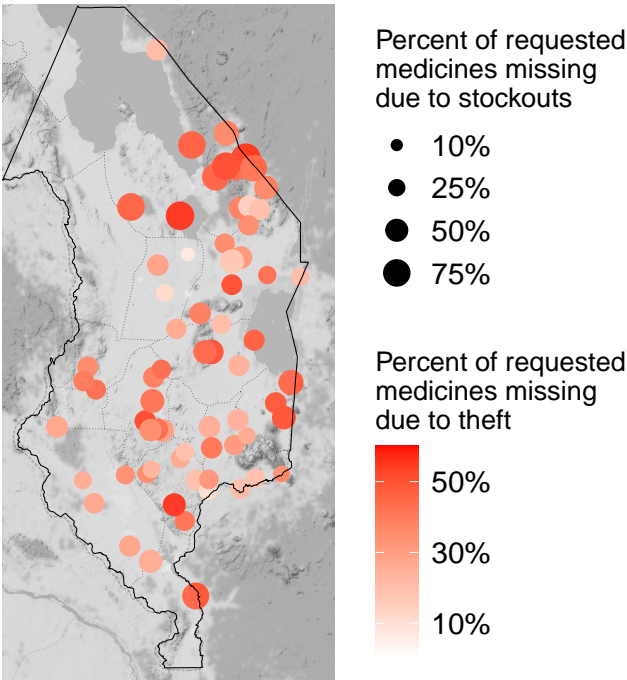 Percent of requested
medicines missing
due to stockouts
10%
25%
50%
75%
Percent of requested
medicines missing
due to theft
50%
30%
10%